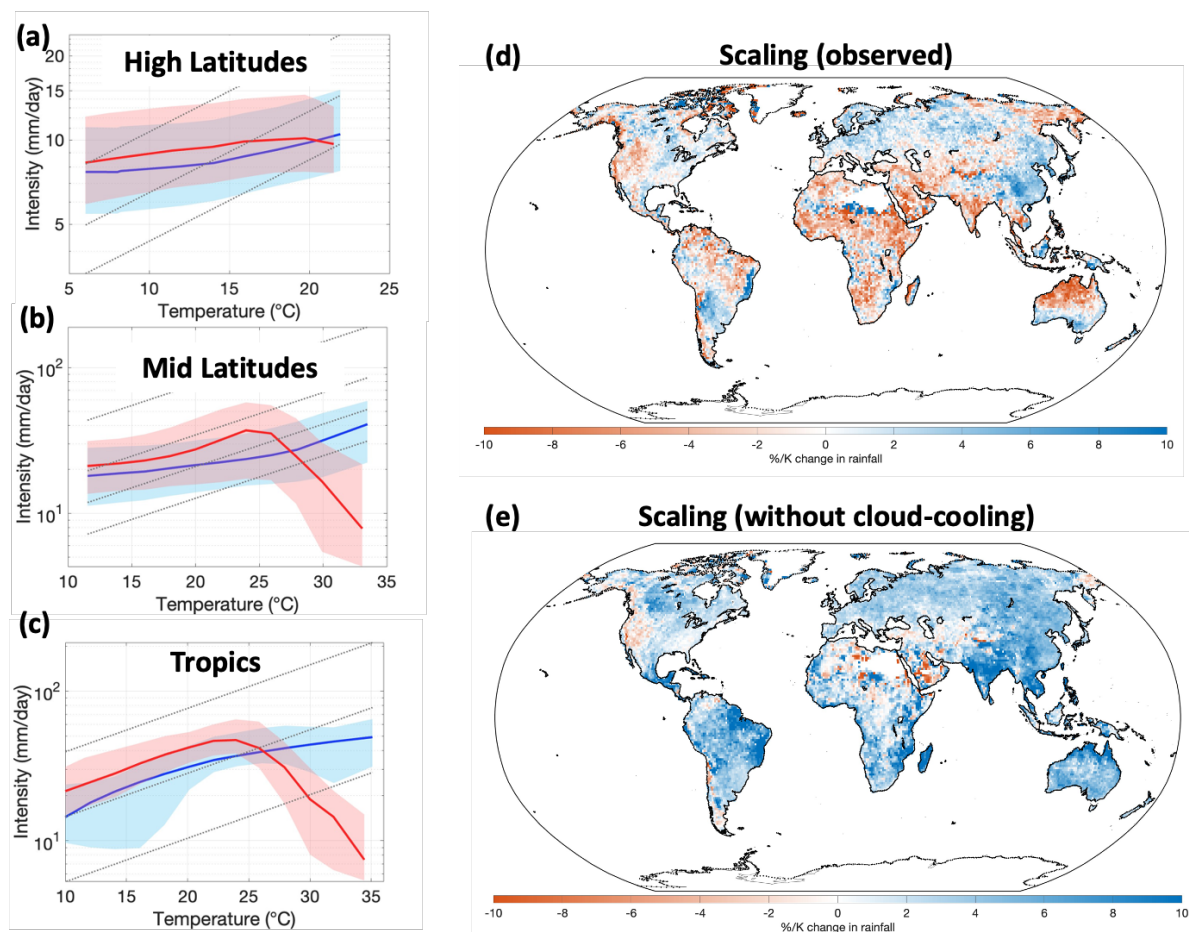 (a)
High Latitudes
20
15
10
5
Intensity (mm/day)
5 10 15 20 25
Temperature (°C)
(b)
Mid Latitudes
10²
10¹
Intensity (mm/day)
10 15 20 25 30 35
Temperature (°C)
(c)
Tropics
10²
10¹
Intensity (mm/day)
10 15 20 25 30 35
Temperature (°C)
(d)
Scaling (observed)
-10 -8 -6 -4 -2 0 2 4 6 8 10
%/K change in rainfall
(e)
Scaling (without cloud-cooling)
-10 -8 -6 -4 -2 0 2 4 6 8 10
%/K change in rainfall